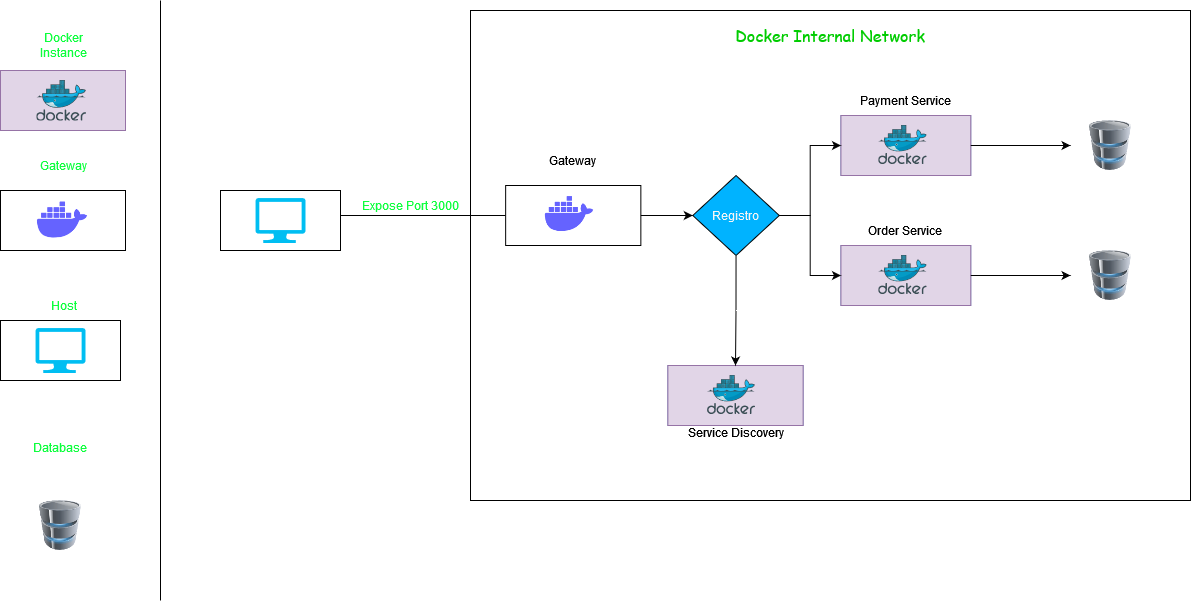 Docker
Instance
docker
Gateway
Host
Database
Docker Internal Network
Expose Port 3000
Gateway
Registro
Payment Service
docker
Order Service
docker
docker
Service Discovery